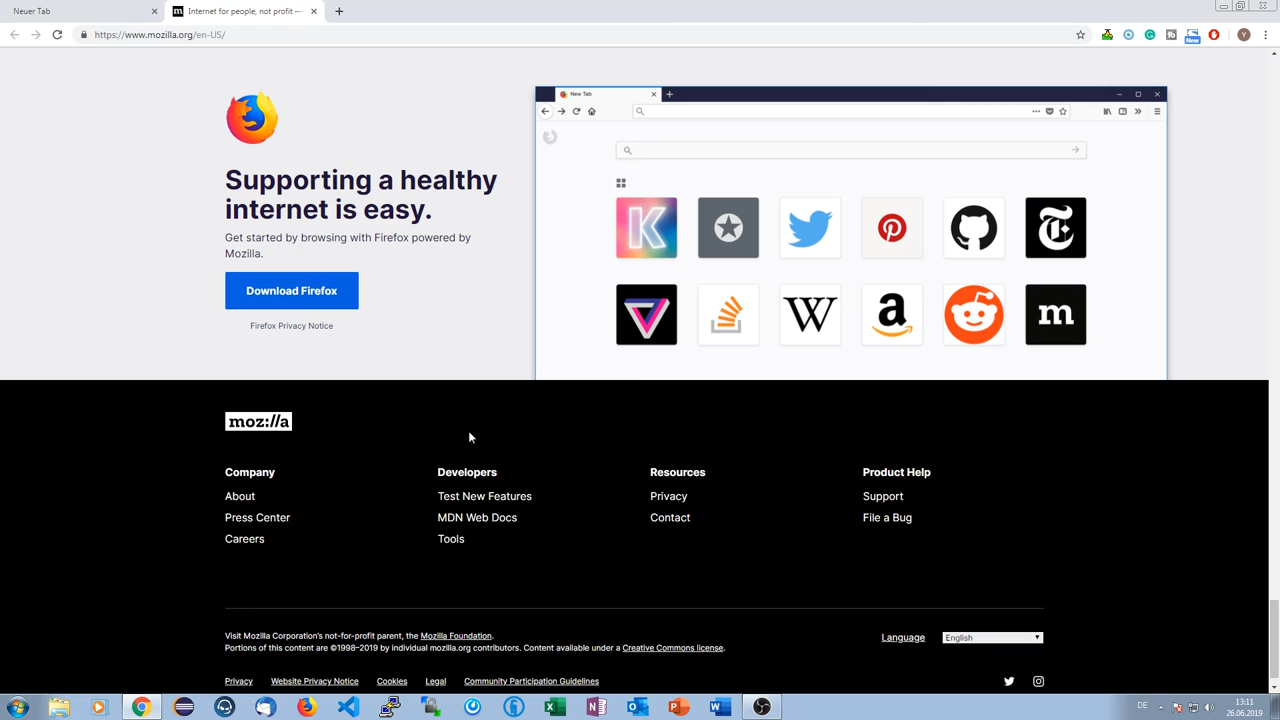 Neuer Tab
Internet for people, not profit —
https://www.mozilla.org/en-US/
New
Y
New Tab
Supporting a healthy
internet is easy.
Get started by browsing with Firefox powered by
Mozilla.
Download Firefox
Firefox Privacy Notice
K
T
W
a
m
moz://a
Company
Developers
Resources
Product Help
About
Test New Features
Privacy
Support
Press Center
MDN Web Docs
Contact
File a Bug
Careers
Tools
Visit Mozilla Corporation's not-for-profit parent, the Mozilla Foundation.
Portions of this content are ©1998–2019 by individual mozilla.org contributors. Content available under a Creative Commons license.
Language
English
Privacy
Website Privacy Notice
Cookies
Legal
Community Participation Guidelines
DE
13:11
26.06.2019